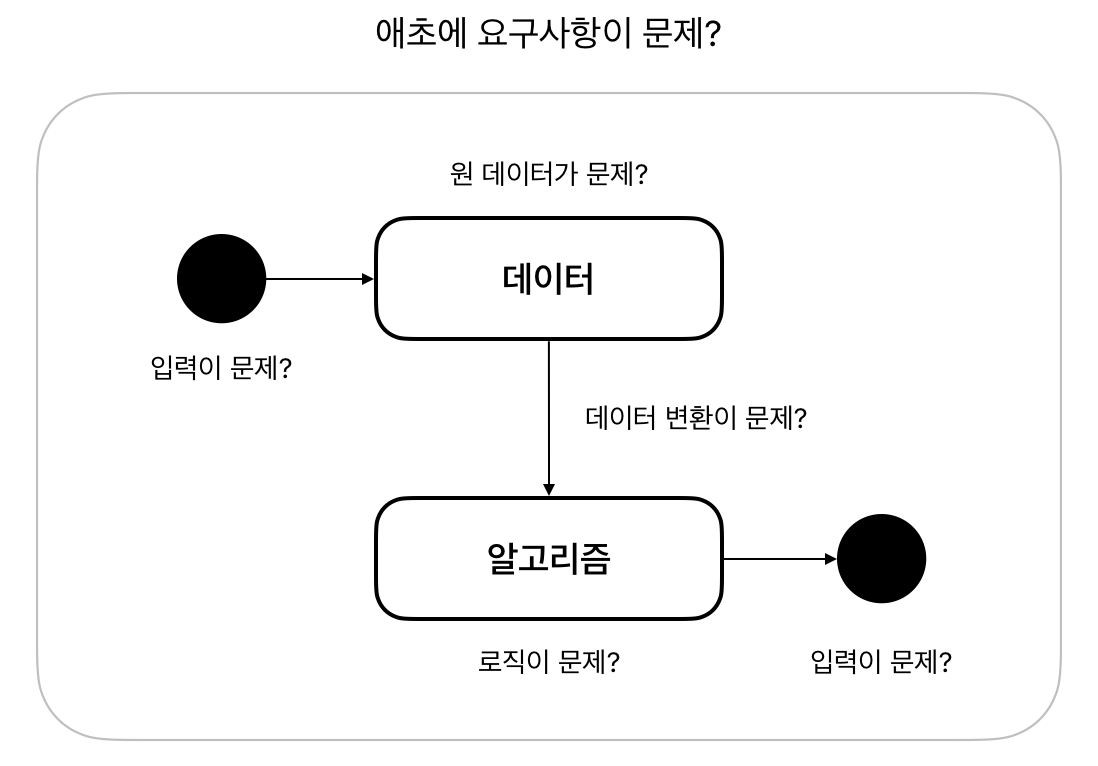 애초에 요구사항이 문제?
원 데이터가 문제?
데이터
입력이 문제?
데이터 변환이 문제?
알고리즘
로직이 문제?
입력이 문제?